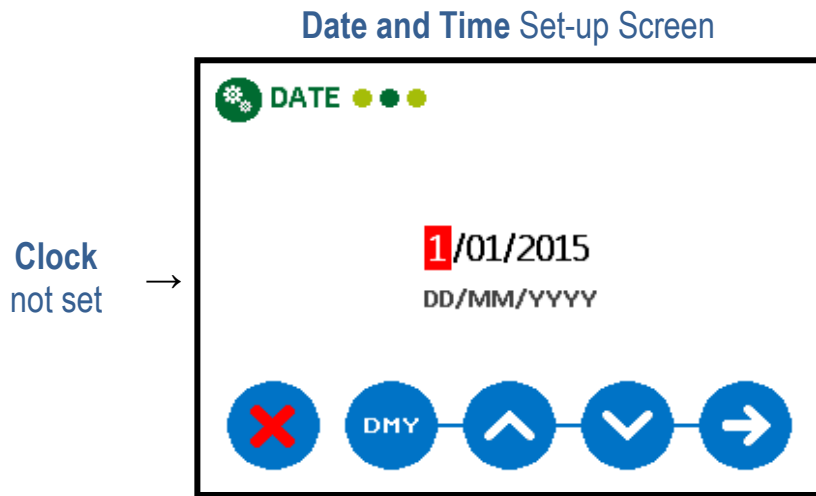 Date and Time Set-up Screen
DATE
Clock
not set
1/01/2015
DD/MM/YYYY
DMY